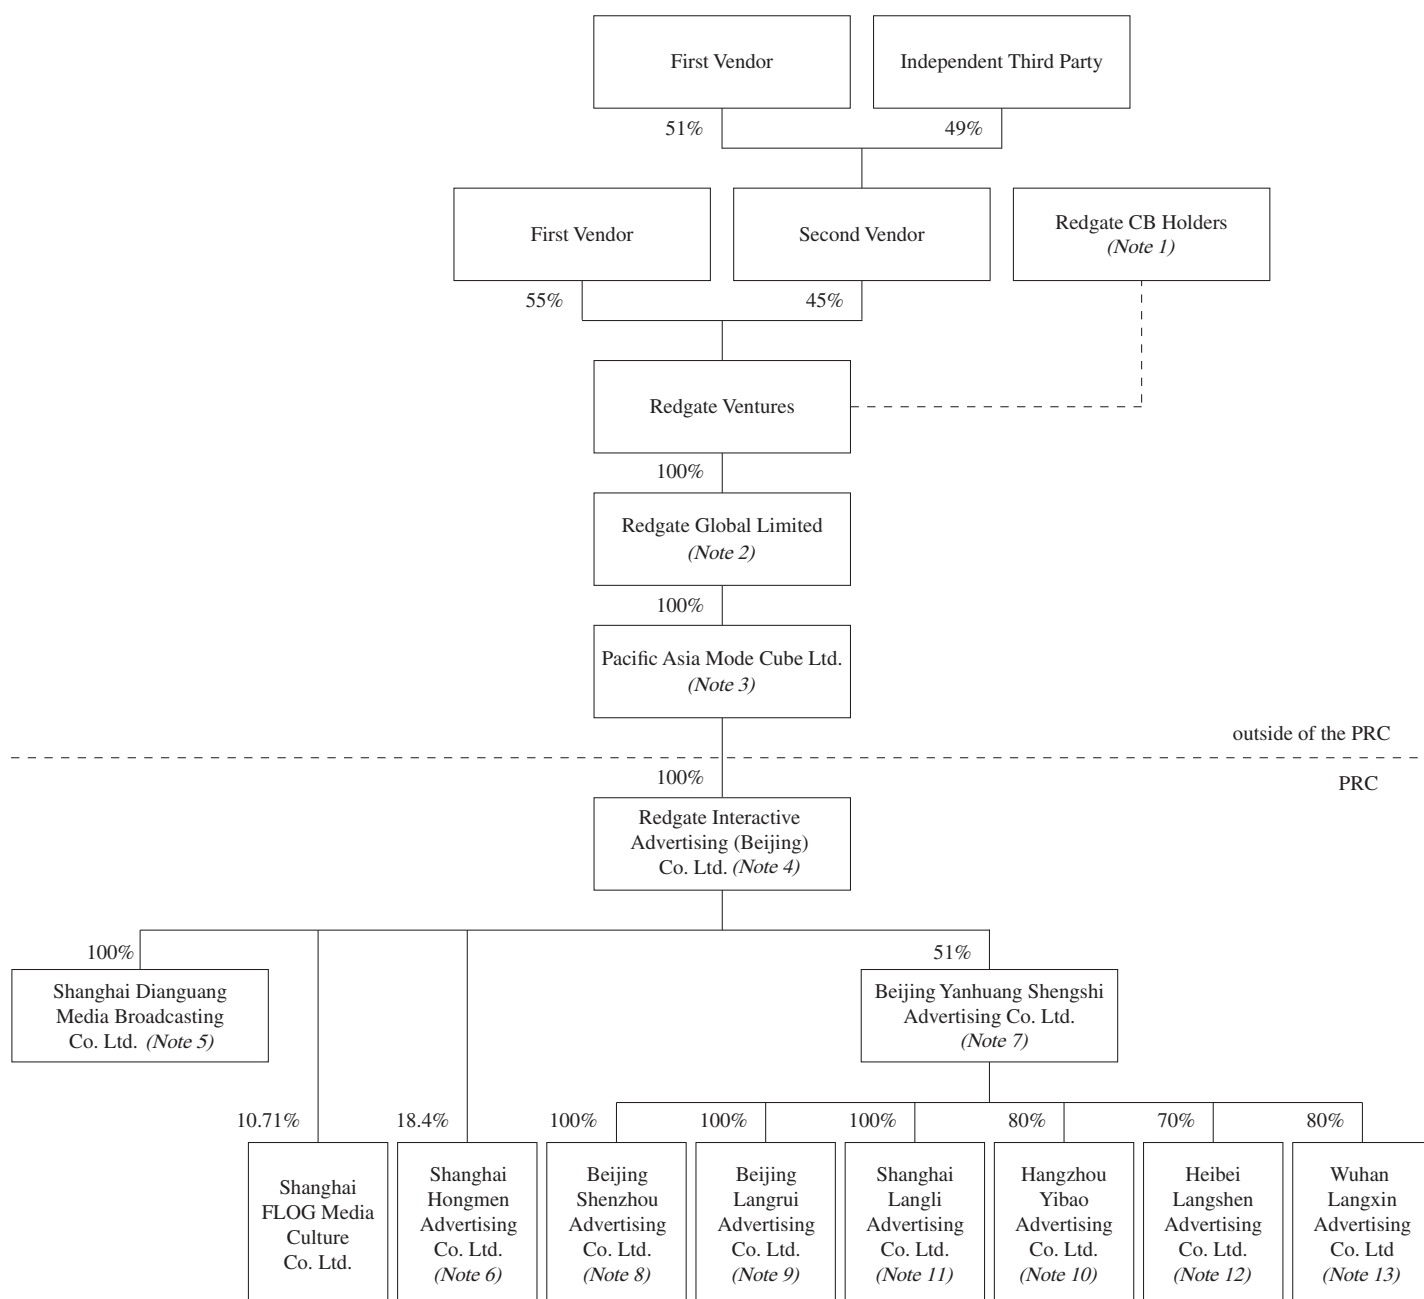 First Vendor
Independent Third Party
51%
49%
First Vendor
Second Vendor
Redgate CB Holders
(Note 1)
55%
45%
Redgate Ventures
100%
Redgate Global Limited
(Note 2)
100%
Pacific Asia Mode Cube Ltd.
(Note 3)
outside of the PRC
100%
PRC
Redgate Interactive
Advertising (Beijing)
Co. Ltd. (Note 4)
100%
51%
Shanghai Dianguang
Media Broadcasting
Co. Ltd. (Note 5)
Beijing Yanhuang Shengshi
Advertising Co. Ltd.
(Note 7)
10.71%
18.4%
100%
100%
100%
80%
70%
80%
Shanghai
FLOG Media
Culture
Co. Ltd.
Shanghai
Hongmen
Advertising
Co. Ltd.
(Note 6)
Beijing
Shenzhou
Advertising
Co. Ltd.
(Note 8)
Beijing
Langrui
Advertising
Co. Ltd.
(Note 9)
Shanghai
Langli
Advertising
Co. Ltd.
(Note 11)
Hangzhou
Yibao
Advertising
Co. Ltd.
(Note 10)
Heibei
Langshen
Advertising
Co. Ltd.
(Note 12)
Wuhan
Langxin
Advertising
Co. Ltd
(Note 13)